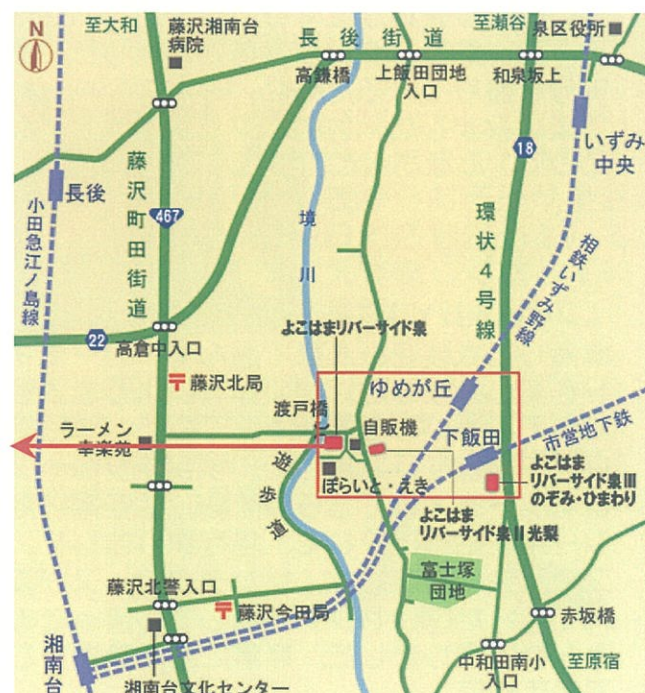 N
至大和
藤沢湘南台
病院
長後街道
至瀬谷
泉区役所
高鎌橋
上飯田団地
入口
和泉坂上
18
いずみ
中央
長後
小田急江ノ島線
藤沢町田街道
467
境川
環状4号線
相鉄いずみ野線
22
高倉中入口
よこはまリバーサイド泉
〒藤沢北局
渡戸橋
ゆめが丘
自販機
下飯田
市営地下鉄
ラーメン
幸楽苑
遊歩道
ぽらいと・えき
よこはま
リバーサイド泉Ⅲ
のぞみ・ひまわり
よこはま
リバーサイド泉Ⅱ光梨
富士塚
団地
藤沢北警入口
〒藤沢今田局
赤坂橋
湘南台
湘南台文化センター
中和田南小
入口
至原宿